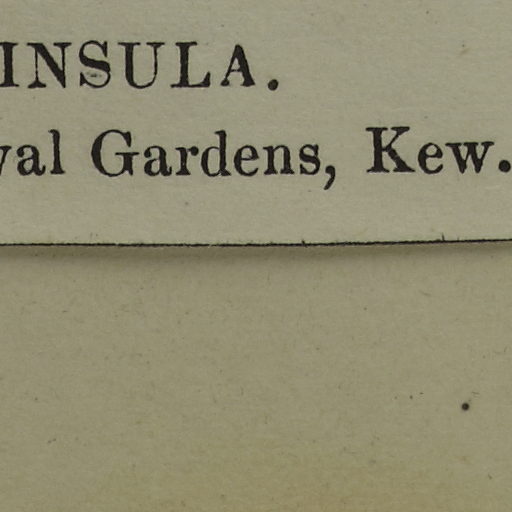 INSULA.
yal Gardens, Kew.